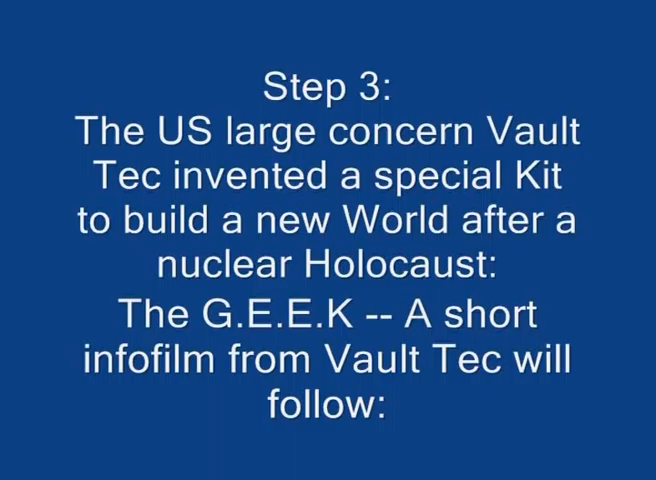 Step 3:
The US large concern Vault
Tec invented a special Kit
to build a new World after a
nuclear Holocaust:
The G.E.E.K -- A short
infofilm from Vault Tec will
follow: